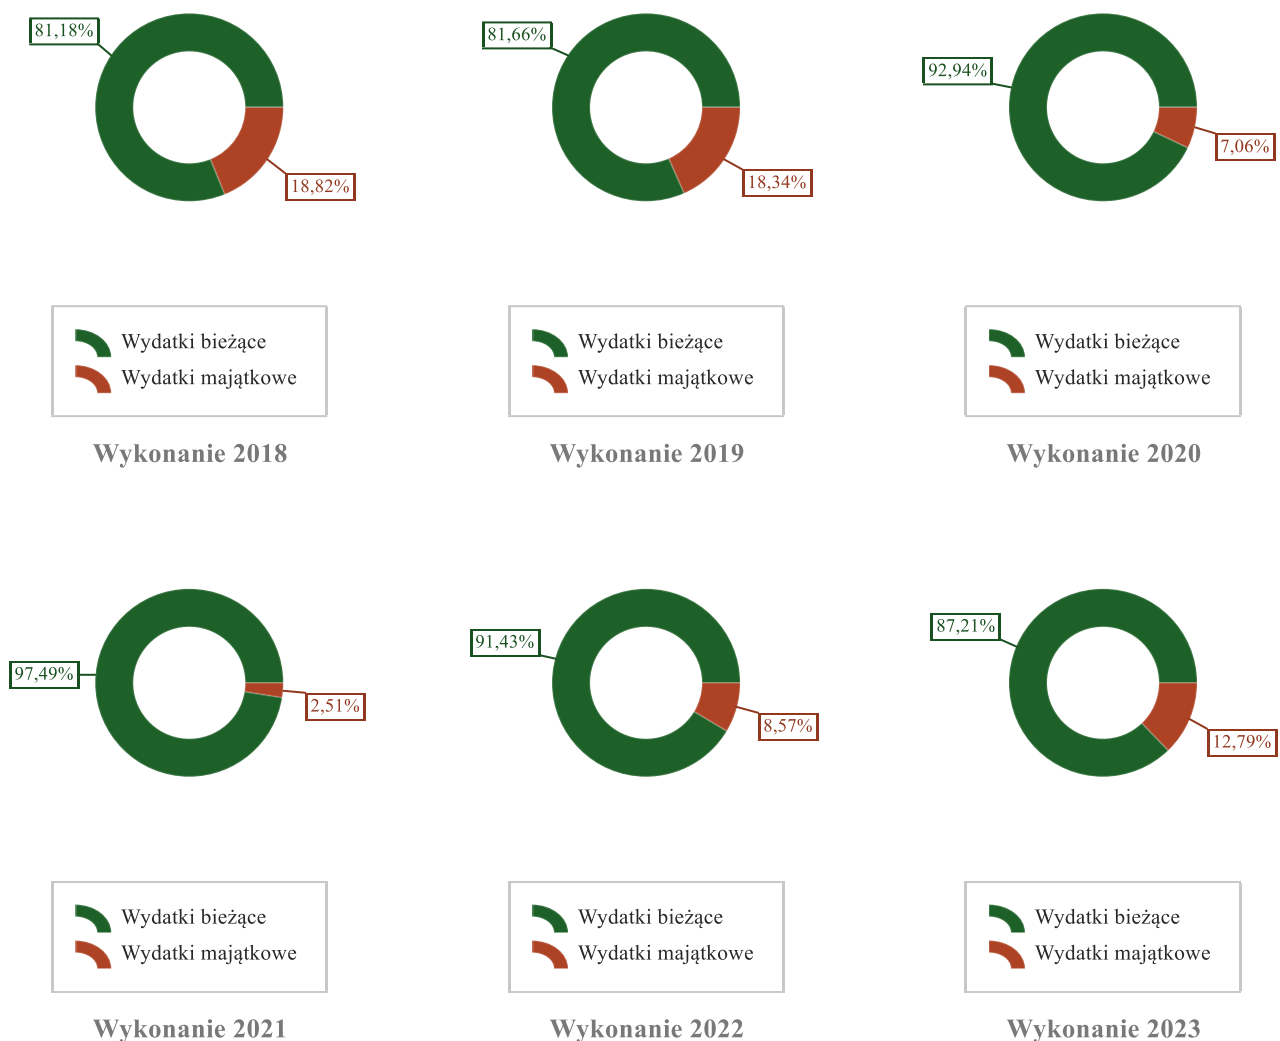 81,18%
18,82%
Wydatki bieżące
Wydatki majątkowe
Wykonanie 2018
81,66%
18,34%
Wydatki bieżące
Wydatki majątkowe
Wykonanie 2019
92,94%
7,06%
Wydatki bieżące
Wydatki majątkowe
Wykonanie 2020
97,49%
2,51%
Wydatki bieżące
Wydatki majątkowe
Wykonanie 2021
91,43%
8,57%
Wydatki bieżące
Wydatki majątkowe
Wykonanie 2022
87,21%
12,79%
Wydatki bieżące
Wydatki majątkowe
Wykonanie 2023